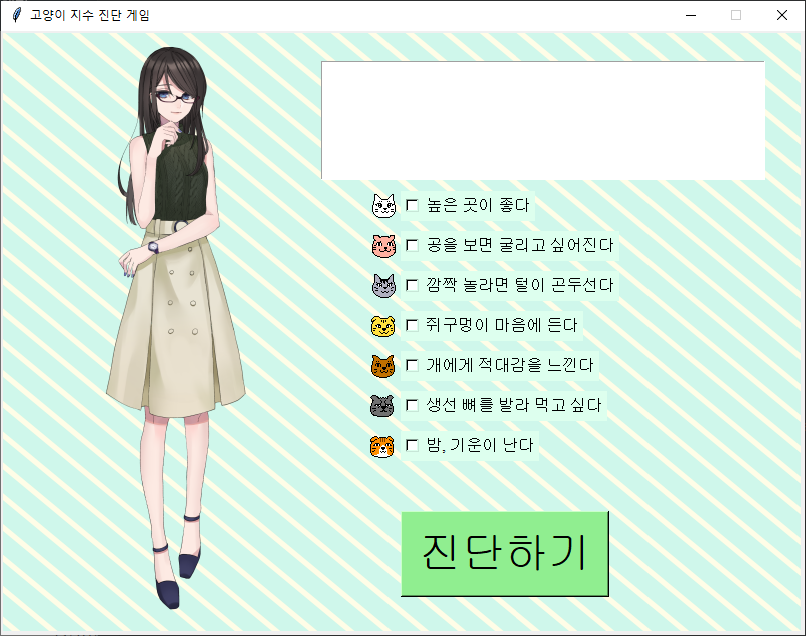 고양이 지수 진단 게임
높은 곳이 좋다
공을 보면 굴리고 싶어진다
깜짝 놀라면 털이 곤두선다
쥐구멍이 마음에 든다
개에게 적대감을 느낀다
생선 뼈를 발라 먹고 싶다
밤, 기운이 난다
진단하기